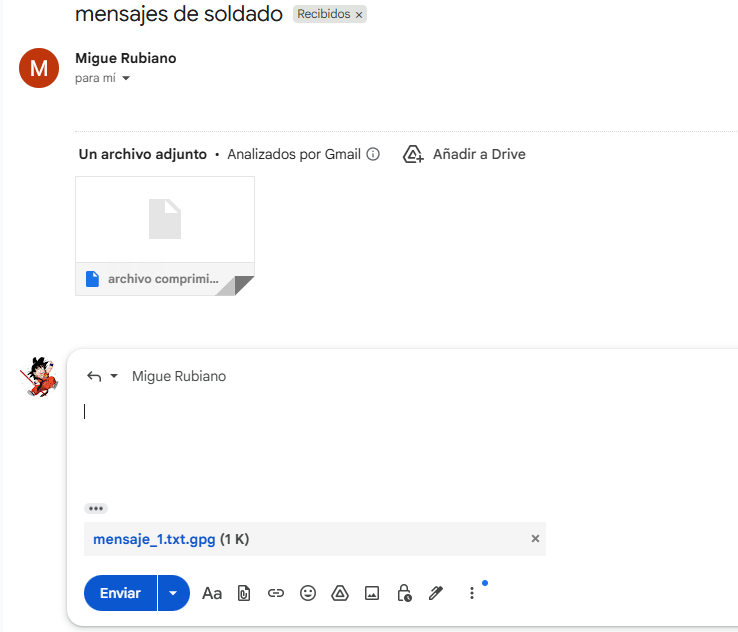 mensajes de soldado Recibidos ×
M
Migue Rubiano
para mí
Un archivo adjunto • Analizados por Gmail Añadir a Drive
archivo comprimi...
Migue Rubiano
mensaje_1.txt.gpg (1 K) ×
Enviar Aa